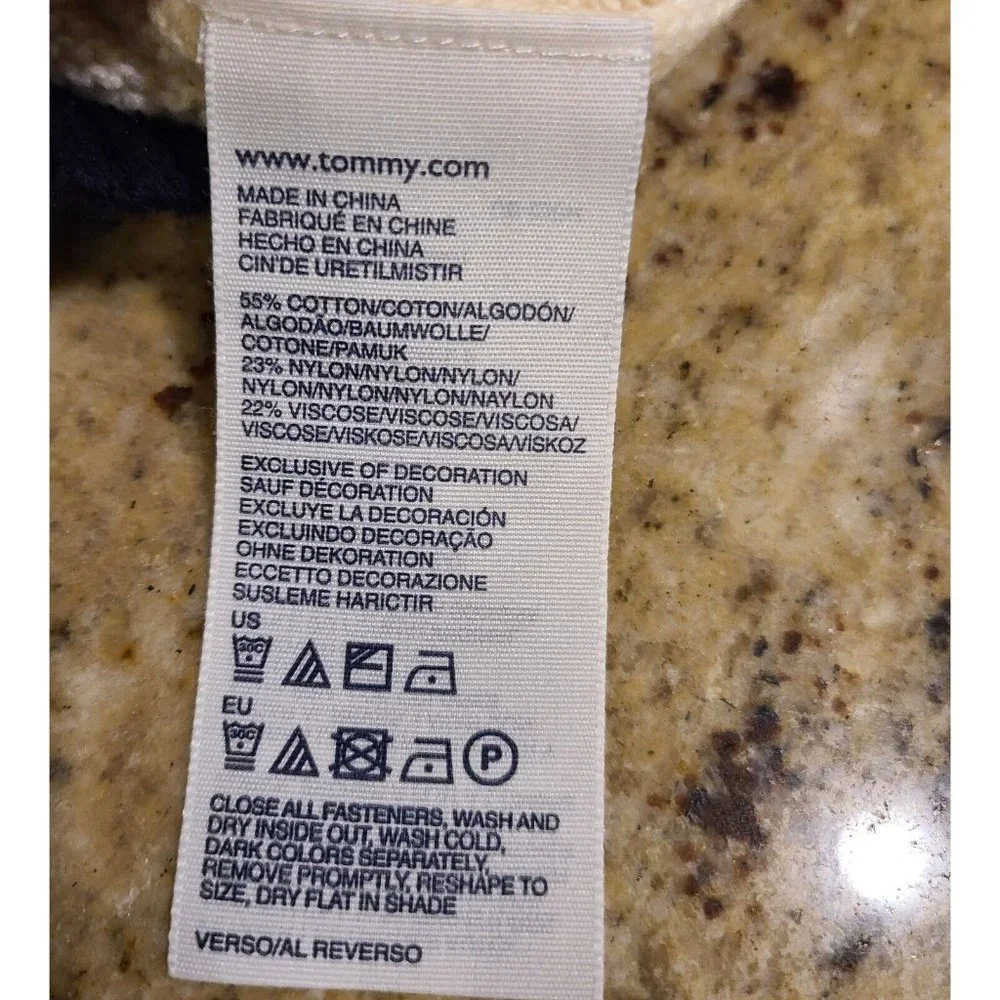 www.tommy.com
MADE IN CHINA
FABRIQUÉ EN CHINE
HECHO EN CHINA
CIN'DE URETILMISTIR
55% COTTON/COTON/ALGODÓN/
ALGODÃO/BAUMWOLLE/
COTONE/PAMUK
23% NYLON/NYLON/NYLON/
NYLON/NYLON/NYLON/NAYLON
22% VISCOSE/VISCOSE/VISCOSA/
VISCOSE/VISKOSE/VISCOSA/VISKOZ
EXCLUSIVE OF DECORATION
SAUF DÉCORATION
EXCLUYE LA DECORACIÓN
EXCLUINDO DECORAÇÃO
OHNE DEKORATION
ECCETTO DECORAZIONE
SUSLEME HARICTIR
US
30C
EU
30C P
CLOSE ALL FASTENERS, WASH AND
DRY INSIDE OUT, WASH COLD,
DARK COLORS SEPARATELY,
REMOVE PROMPTLY, RESHAPE TO
SIZE, DRY FLAT IN SHADE
VERSO/AL REVERSO